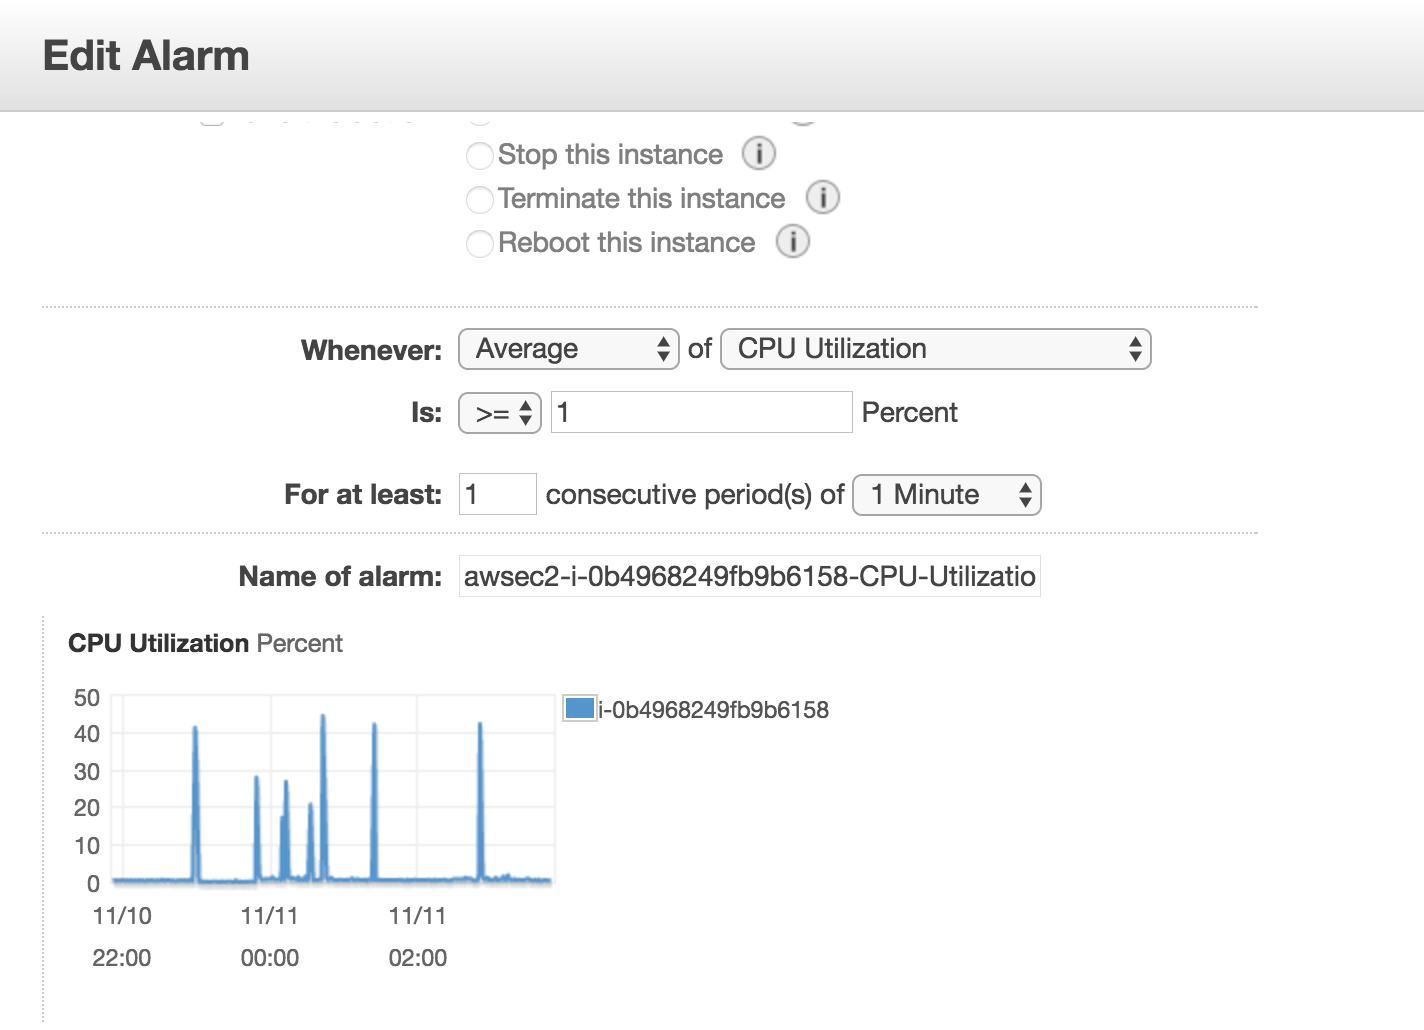 Edit Alarm
Stop this instance i
Terminate this instance i
Reboot this instance i
Whenever: Average of CPU Utilization
Is: >= 1 Percent
For at least: 1 consecutive period(s) of 1 Minute
Name of alarm: awsec2-i-0b4968249fb9b6158-CPU-Utilizatio
CPU Utilization Percent
50
40
30
20
10
0
i-0b4968249fb9b6158
11/10 11/11 11/11
22:00 00:00 02:00